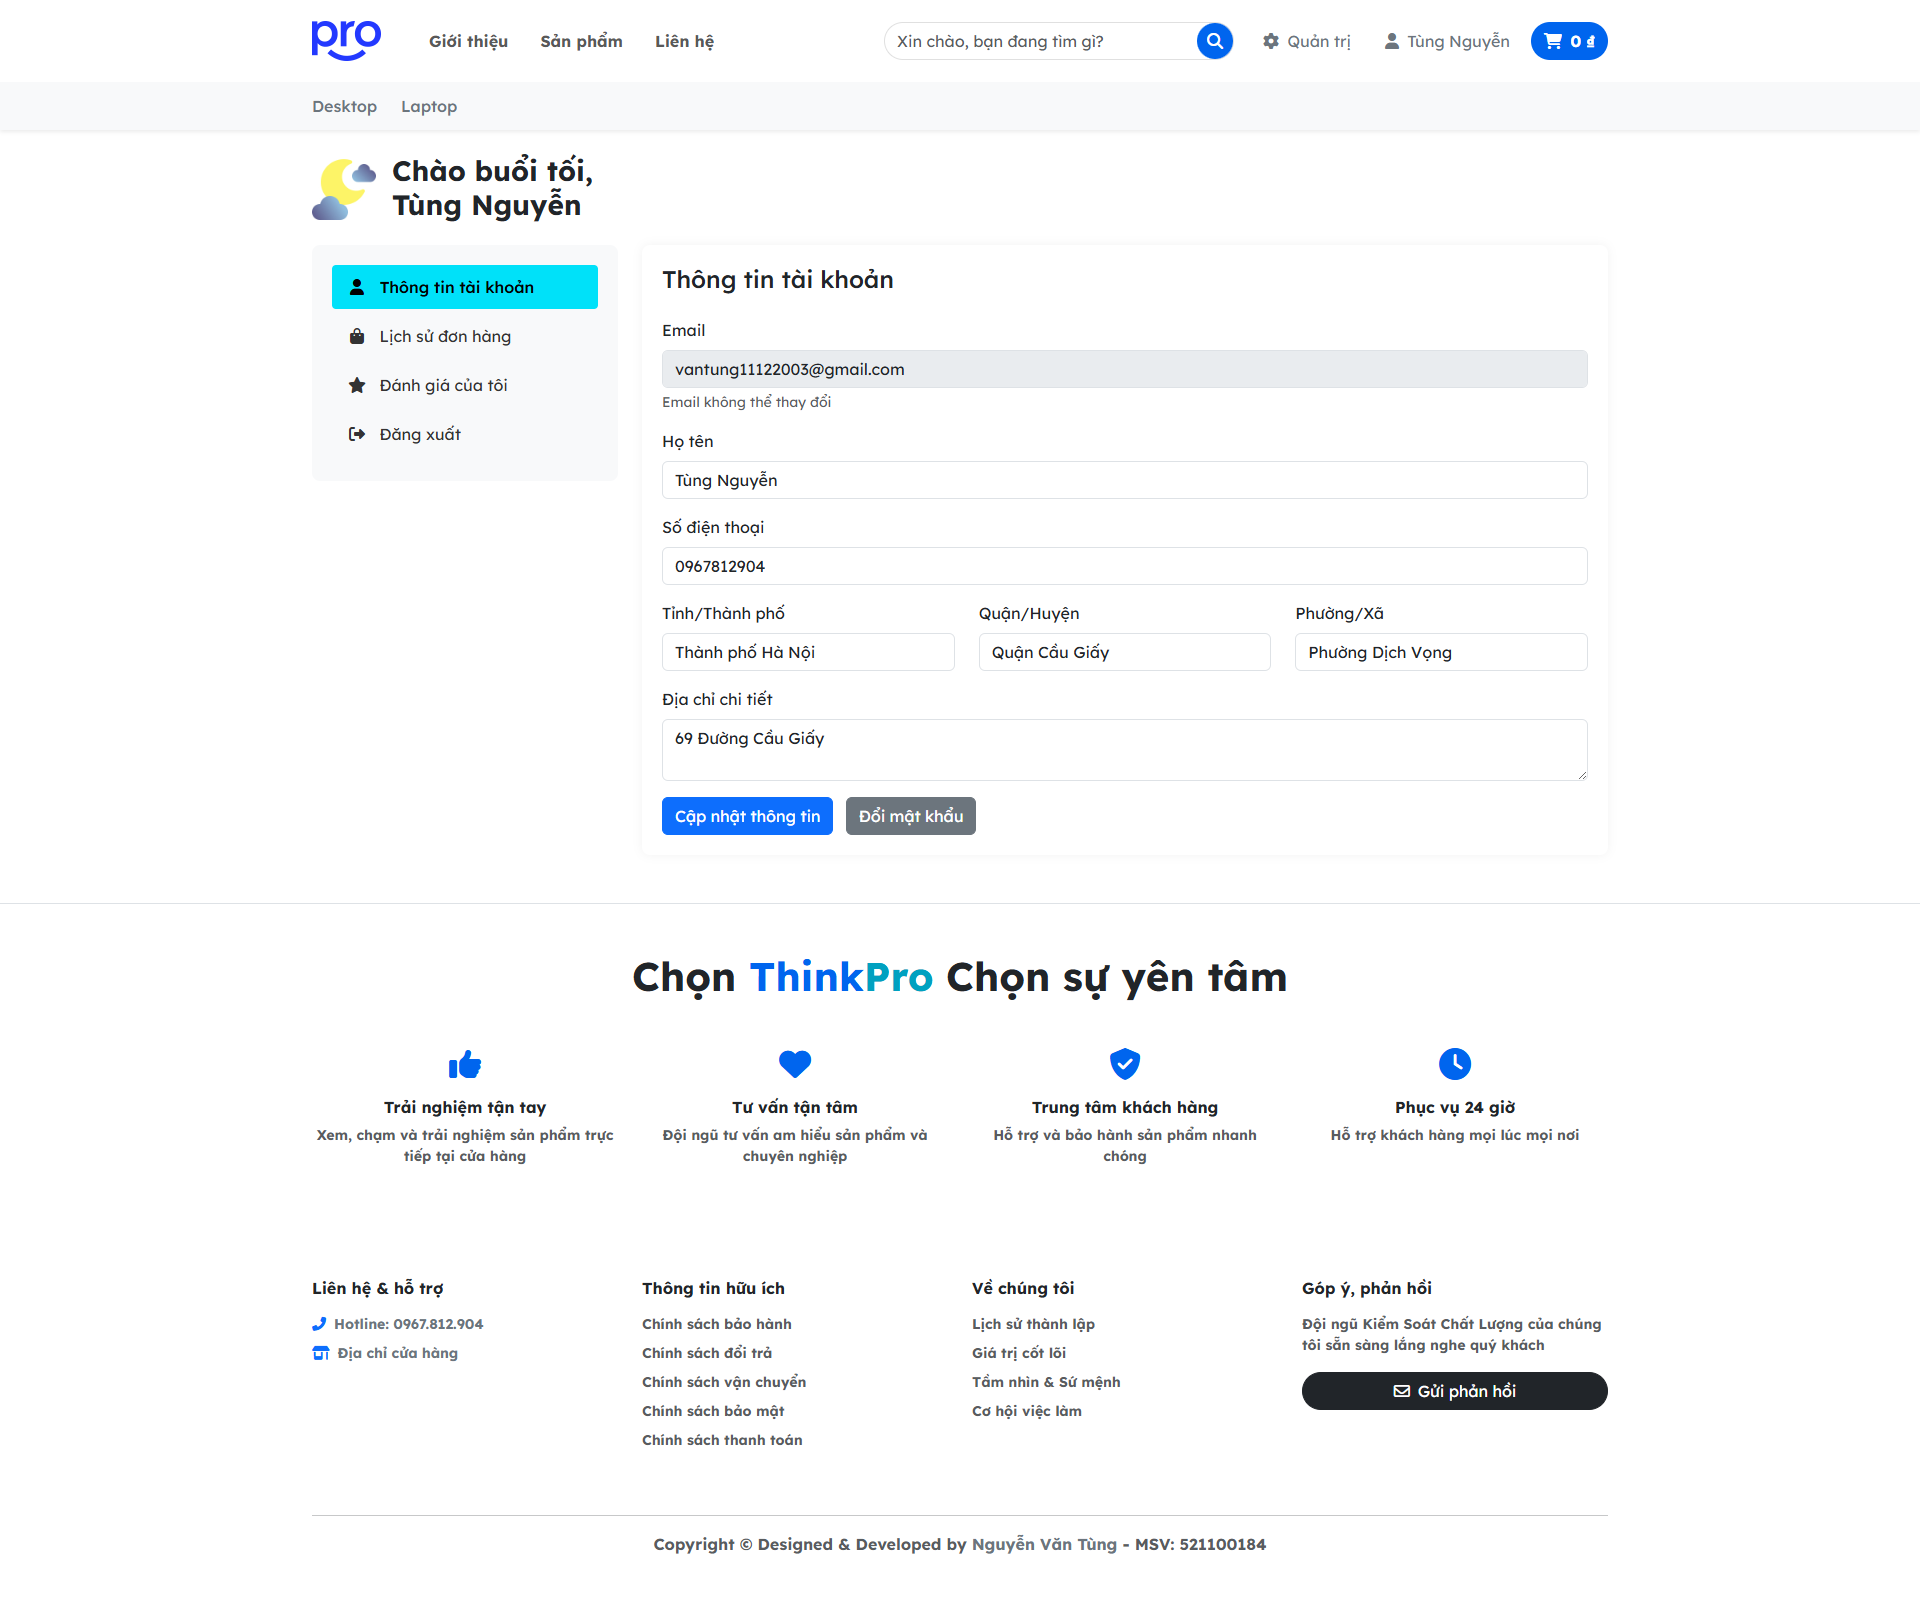 pro
Giới thiệu
Sản phẩm
Liên hệ
Xin chào, bạn đang tìm gì?
Quản trị
Tùng Nguyễn
0 ₫
Desktop
Laptop
Chào buổi tối,
Tùng Nguyễn
Thông tin tài khoản
Lịch sử đơn hàng
Đánh giá của tôi
Đăng xuất
Thông tin tài khoản
Email
vantung11122003@gmail.com
Email không thể thay đổi
Họ tên
Tùng Nguyễn
Số điện thoại
0967812904
Tỉnh/Thành phố
Quận/Huyện
Phường/Xã
Thành phố Hà Nội
Quận Cầu Giấy
Phường Dịch Vọng
Địa chỉ chi tiết
69 Đường Cầu Giấy
Cập nhật thông tin
Đổi mật khẩu
Chọn ThinkPro Chọn sự yên tâm
Trải nghiệm tận tay
Xem, chạm và trải nghiệm sản phẩm trực
tiếp tại cửa hàng
Tư vấn tận tâm
Đội ngũ tư vấn am hiểu sản phẩm và
chuyên nghiệp
Trung tâm khách hàng
Hỗ trợ và bảo hành sản phẩm nhanh
chóng
Phục vụ 24 giờ
Hỗ trợ khách hàng mọi lúc mọi nơi
Liên hệ & hỗ trợ
Hotline: 0967.812.904
Địa chỉ cửa hàng
Thông tin hữu ích
Chính sách bảo hành
Chính sách đổi trả
Chính sách vận chuyển
Chính sách bảo mật
Chính sách thanh toán
Về chúng tôi
Lịch sử thành lập
Giá trị cốt lõi
Tầm nhìn & Sứ mệnh
Cơ hội việc làm
Góp ý, phản hồi
Đội ngũ Kiểm Soát Chất Lượng của chúng
tôi sẵn sàng lắng nghe quý khách
Gửi phản hồi
Copyright © Designed & Developed by Nguyễn Văn Tùng - MSV: 521100184